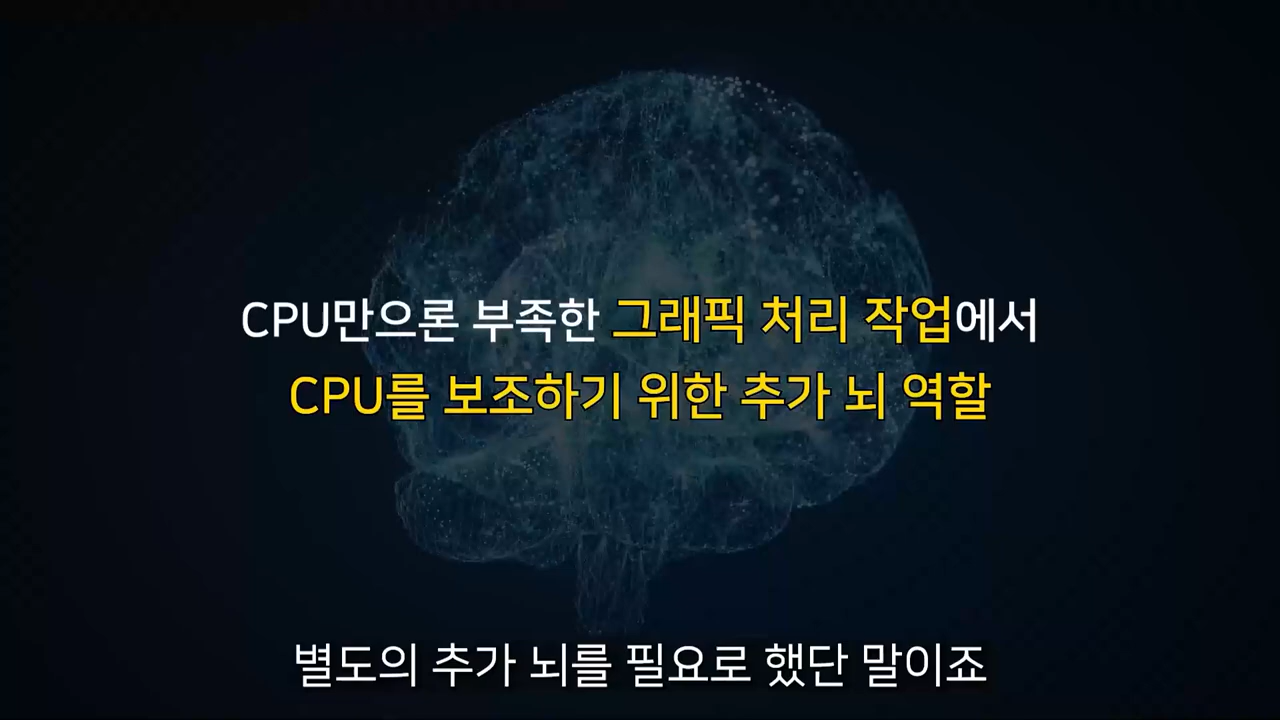 CPU만으론 부족한 그래픽 처리 작업에서
CPU를 보조하기 위한 추가 뇌 역할
별도의 추가 뇌를 필요로 했단 말이죠